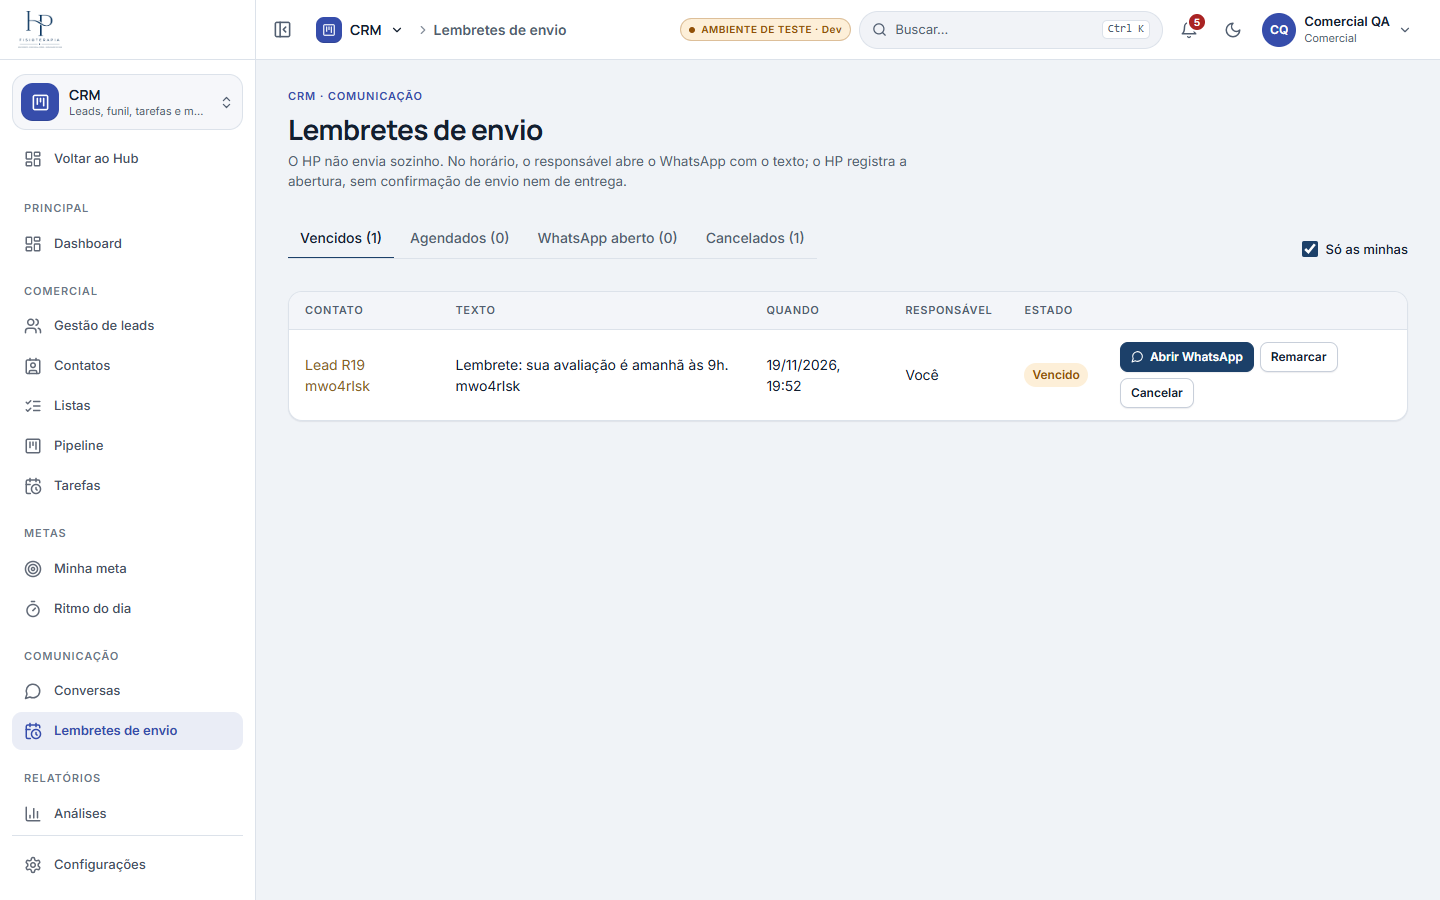 HP
FISIOTERAPIA
CRM
Lembretes de envio
AMBIENTE DE TESTE · Dev
Buscar...
Ctrl K
5
CQ
Comercial QA
Comercial
CRM
Leads, funil, tarefas e m...
Voltar ao Hub
PRINCIPAL
Dashboard
COMERCIAL
Gestão de leads
Contatos
Listas
Pipeline
Tarefas
METAS
Minha meta
Ritmo do dia
COMUNICAÇÃO
Conversas
Lembretes de envio
RELATÓRIOS
Análises
Configurações
CRM · COMUNICAÇÃO
Lembretes de envio
O HP não envia sozinho. No horário, o responsável abre o WhatsApp com o texto; o HP registra a
abertura, sem confirmação de envio nem de entrega.
Vencidos (1)
Agendados (0)
WhatsApp aberto (0)
Cancelados (1)
Só as minhas
CONTATO
TEXTO
QUANDO
RESPONSÁVEL
ESTADO
Lead R19
mwo4rlsk
Lembrete: sua avaliação é amanhã às 9h.
mwo4rlsk
19/11/2026,
19:52
Você
Vencido
Abrir WhatsApp
Remarcar
Cancelar